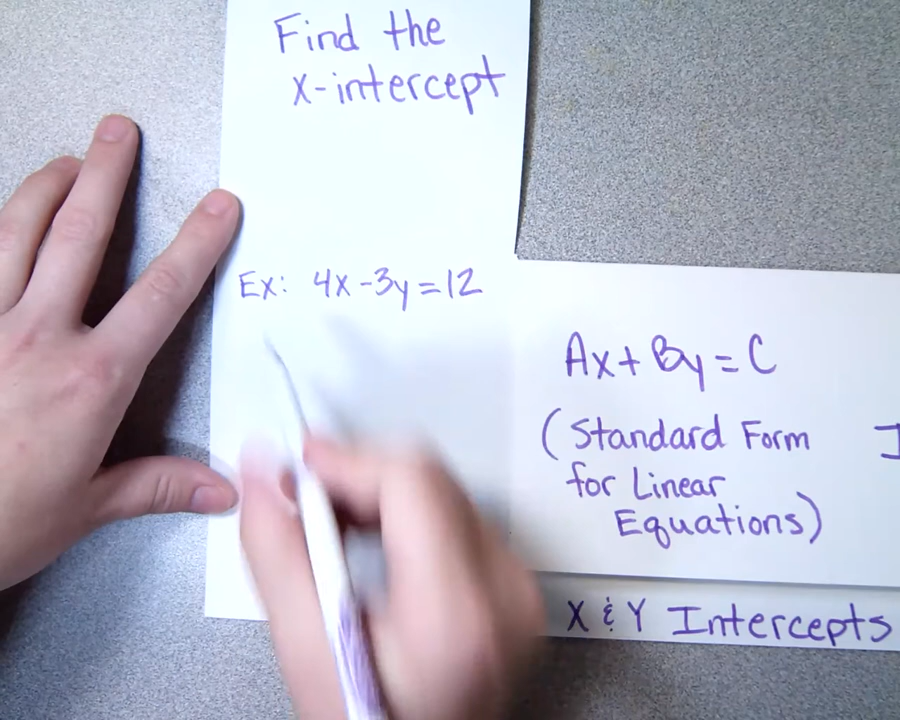 Find the
x-intercept
Ex: 4x-3y=12
Ax+By=C
(Standard Form
for Linear
Equations)
X & Y Intercepts